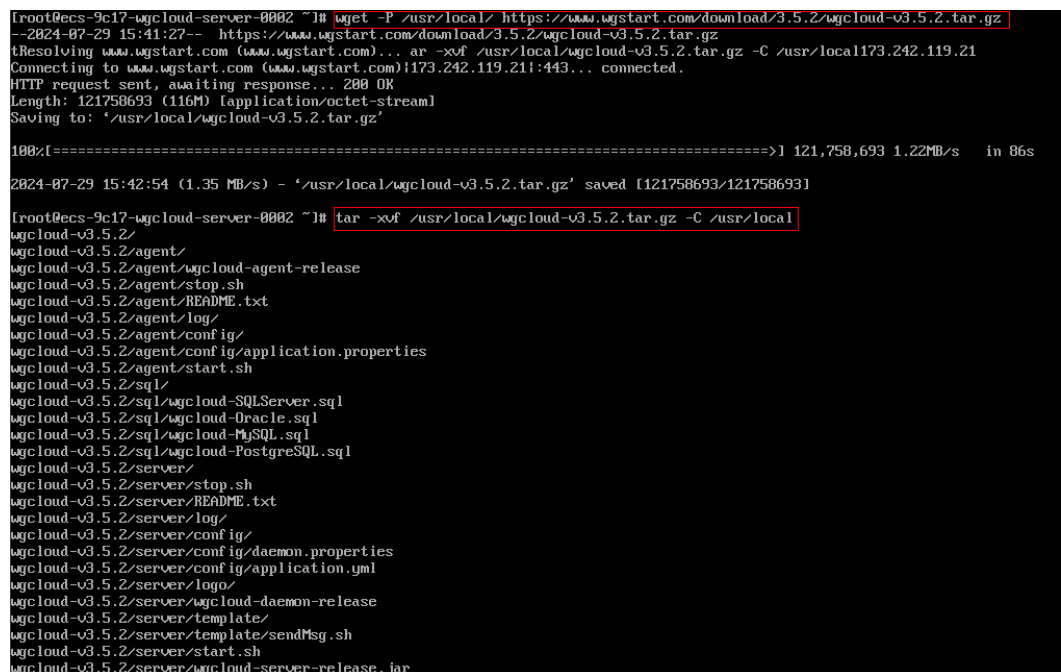 [root@ecs-9c17-wgcloud-server-0002 ~]# wget -P /usr/local/ https://www.wgstart.com/download/3.5.2/wgcloud-v3.5.2.tar.gz
--2024-07-29 15:41:27--  https://www.wgstart.com/download/3.5.2/wgcloud-v3.5.2.tar.gz
tResolving www.wgstart.com (www.wgstart.com)... ar -xvf /usr/local/wgcloud-v3.5.2.tar.gz -C /usr/local173.242.119.21
Connecting to www.wgstart.com (www.wgstart.com)|173.242.119.21|:443... connected.
HTTP request sent, awaiting response... 200 OK
Length: 121758693 (116M) [application/octet-stream]
Saving to: ‘/usr/local/wgcloud-v3.5.2.tar.gz’
100%[======================================================================================>] 121,758,693 1.22MB/s   in 86s
2024-07-29 15:42:54 (1.35 MB/s) - ‘/usr/local/wgcloud-v3.5.2.tar.gz’ saved [121758693/121758693]
[root@ecs-9c17-wgcloud-server-0002 ~]# tar -xvf /usr/local/wgcloud-v3.5.2.tar.gz -C /usr/local
wgcloud-v3.5.2/
wgcloud-v3.5.2/agent/
wgcloud-v3.5.2/agent/wgcloud-agent-release
wgcloud-v3.5.2/agent/stop.sh
wgcloud-v3.5.2/agent/README.txt
wgcloud-v3.5.2/agent/log/
wgcloud-v3.5.2/agent/config/
wgcloud-v3.5.2/agent/config/application.properties
wgcloud-v3.5.2/agent/start.sh
wgcloud-v3.5.2/sql/
wgcloud-v3.5.2/sql/wgcloud-SQLServer.sql
wgcloud-v3.5.2/sql/wgcloud-Oracle.sql
wgcloud-v3.5.2/sql/wgcloud-MySQL.sql
wgcloud-v3.5.2/sql/wgcloud-PostgreSQL.sql
wgcloud-v3.5.2/server/
wgcloud-v3.5.2/server/stop.sh
wgcloud-v3.5.2/server/README.txt
wgcloud-v3.5.2/server/log/
wgcloud-v3.5.2/server/config/
wgcloud-v3.5.2/server/config/daemon.properties
wgcloud-v3.5.2/server/config/application.yml
wgcloud-v3.5.2/server/logo/
wgcloud-v3.5.2/server/wgcloud-daemon-release
wgcloud-v3.5.2/server/template/
wgcloud-v3.5.2/server/template/sendMsg.sh
wgcloud-v3.5.2/server/start.sh
wgcloud-v3.5.2/server/wgcloud-server-release.jar